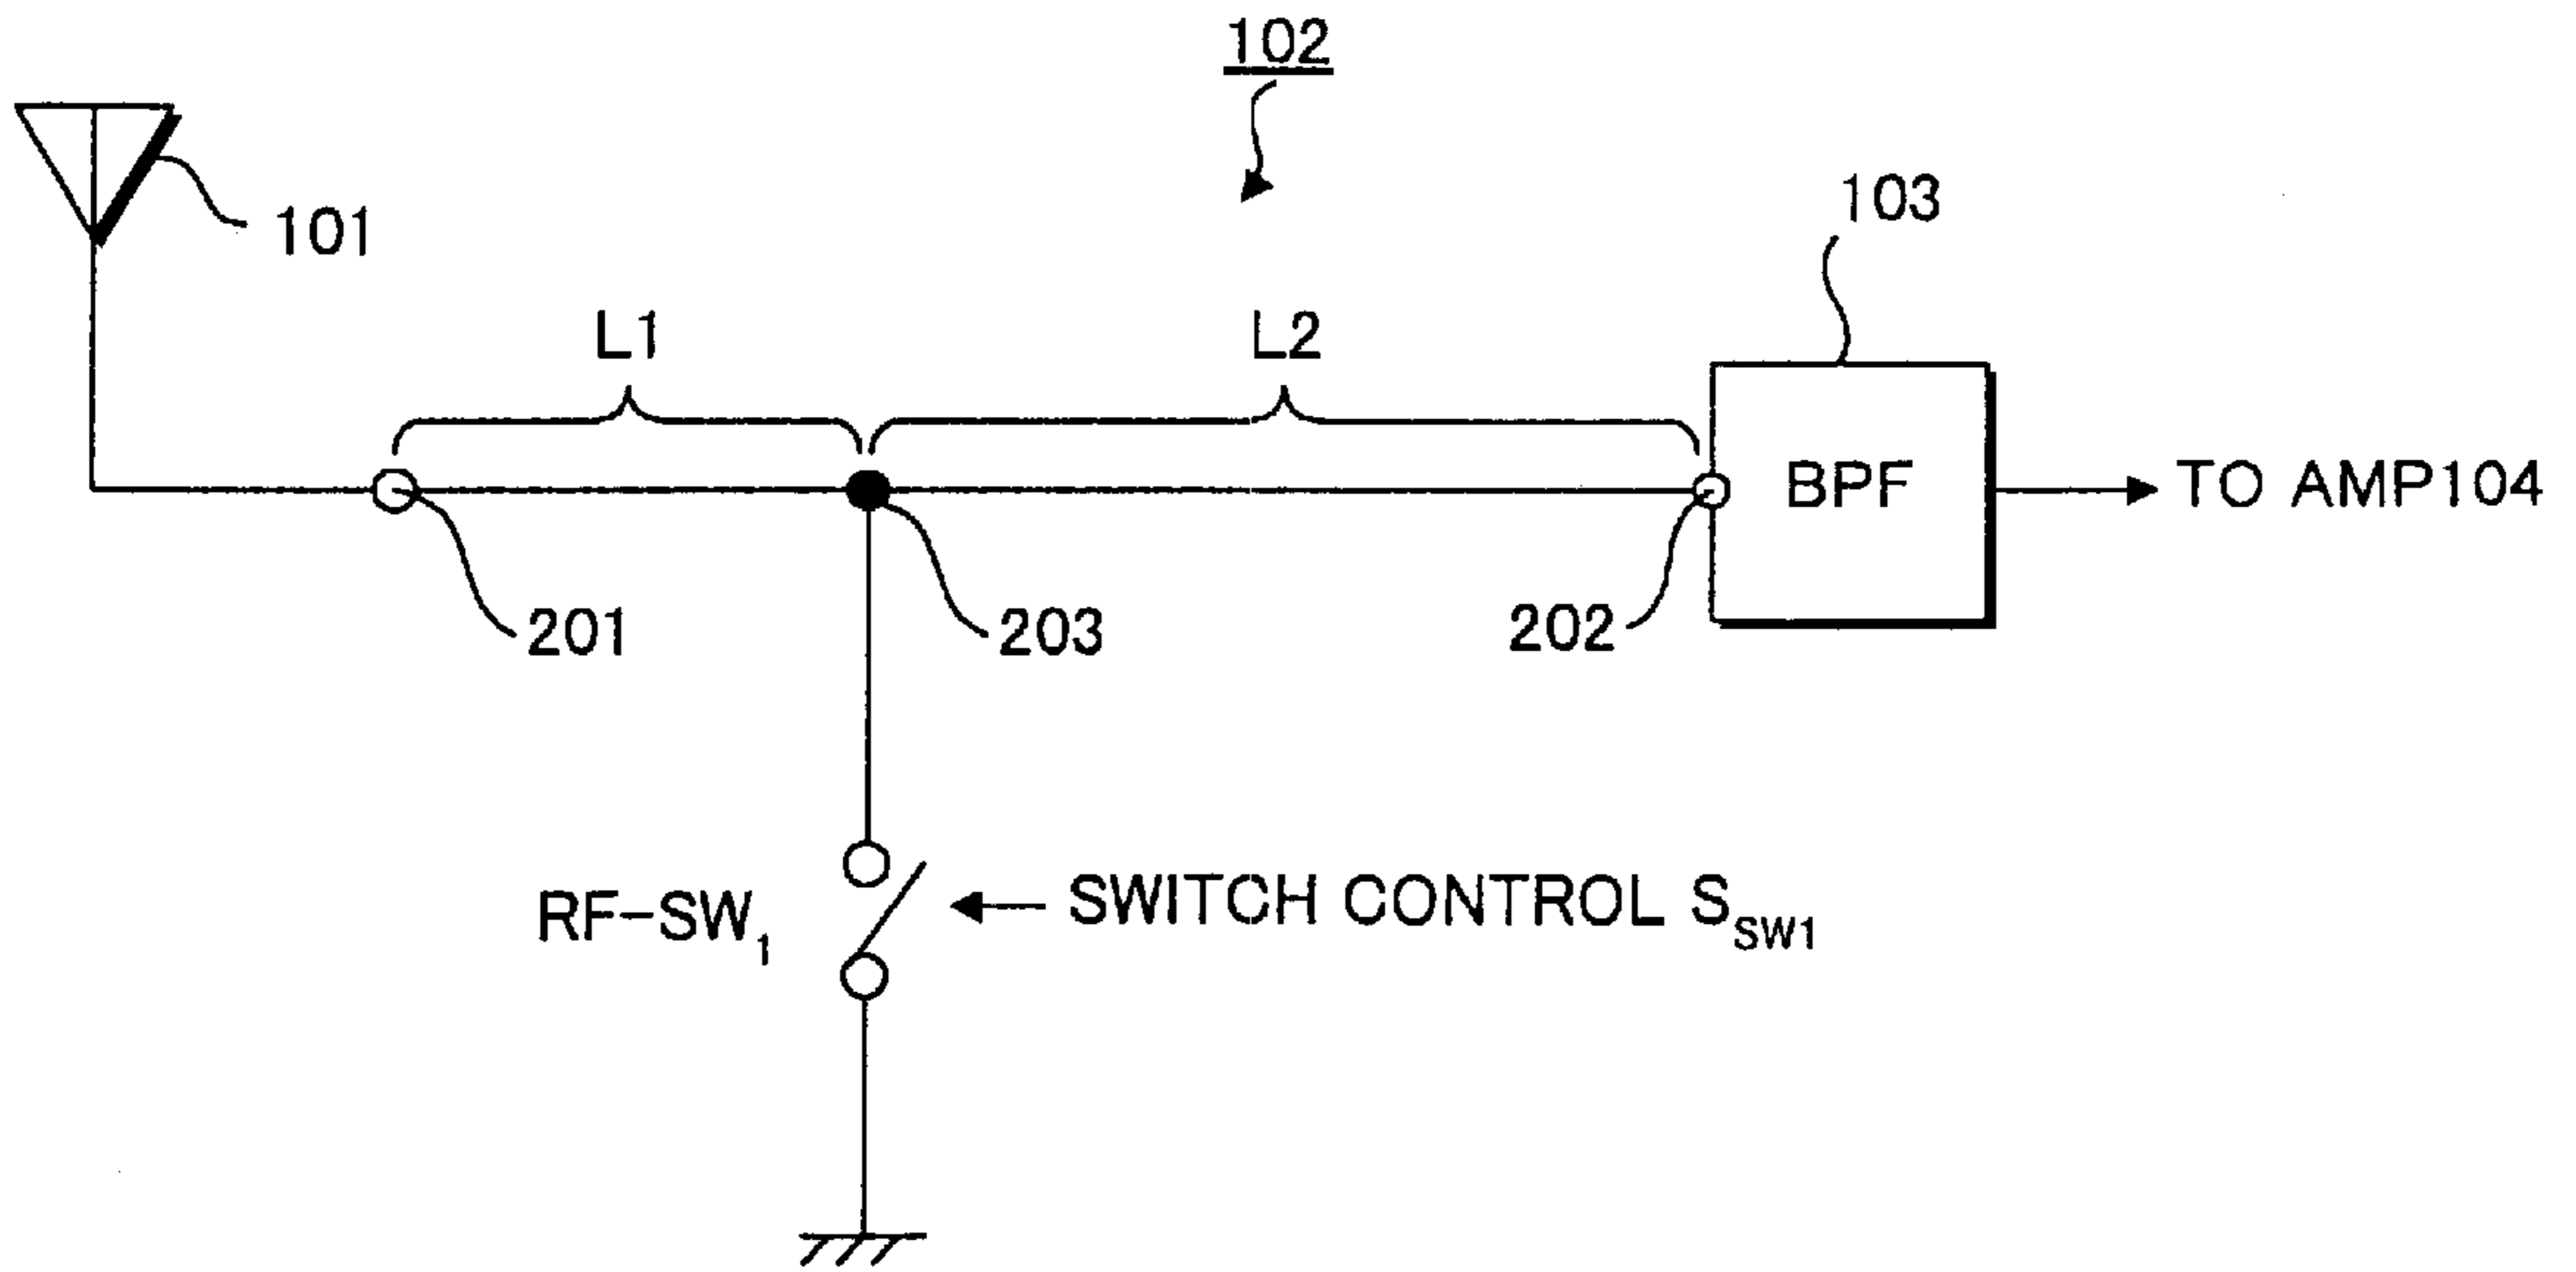 102
101
103
L1
L2
BPF
TO AMP104
201
203
202
RF-SW1
SWITCH CONTROL SSW1